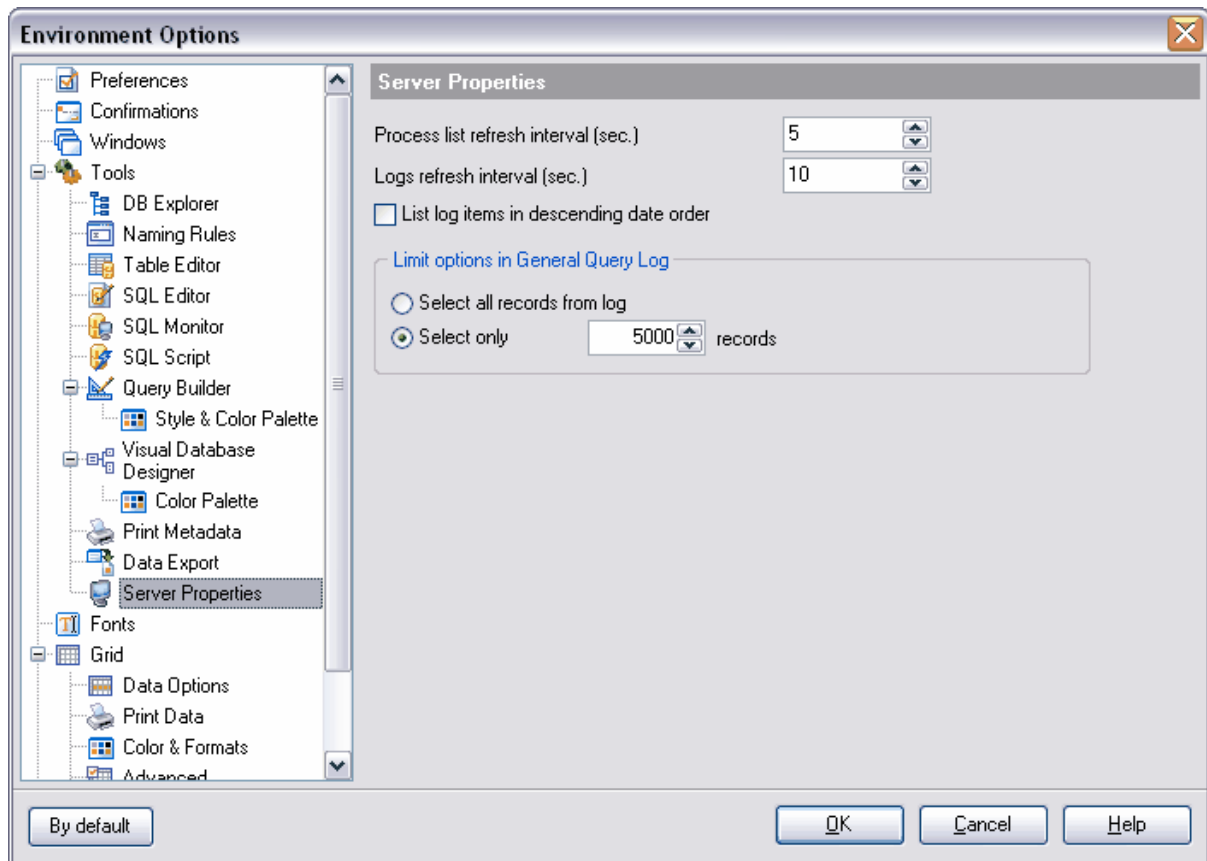 Environment Options
Preferences
Confirmations
Windows
Tools
DB Explorer
Naming Rules
Table Editor
SQL Editor
SQL Monitor
SQL Script
Query Builder
Style & Color Palette
Visual Database
Designer
Color Palette
Print Metadata
Data Export
Server Properties
Fonts
Grid
Data Options
Print Data
Color & Formats
Advanced
Server Properties
Process list refresh interval (sec.) 5
Logs refresh interval (sec.) 10
List log items in descending date order
Limit options in General Query Log
Select all records from log
Select only 5000 records
By default OK Cancel Help